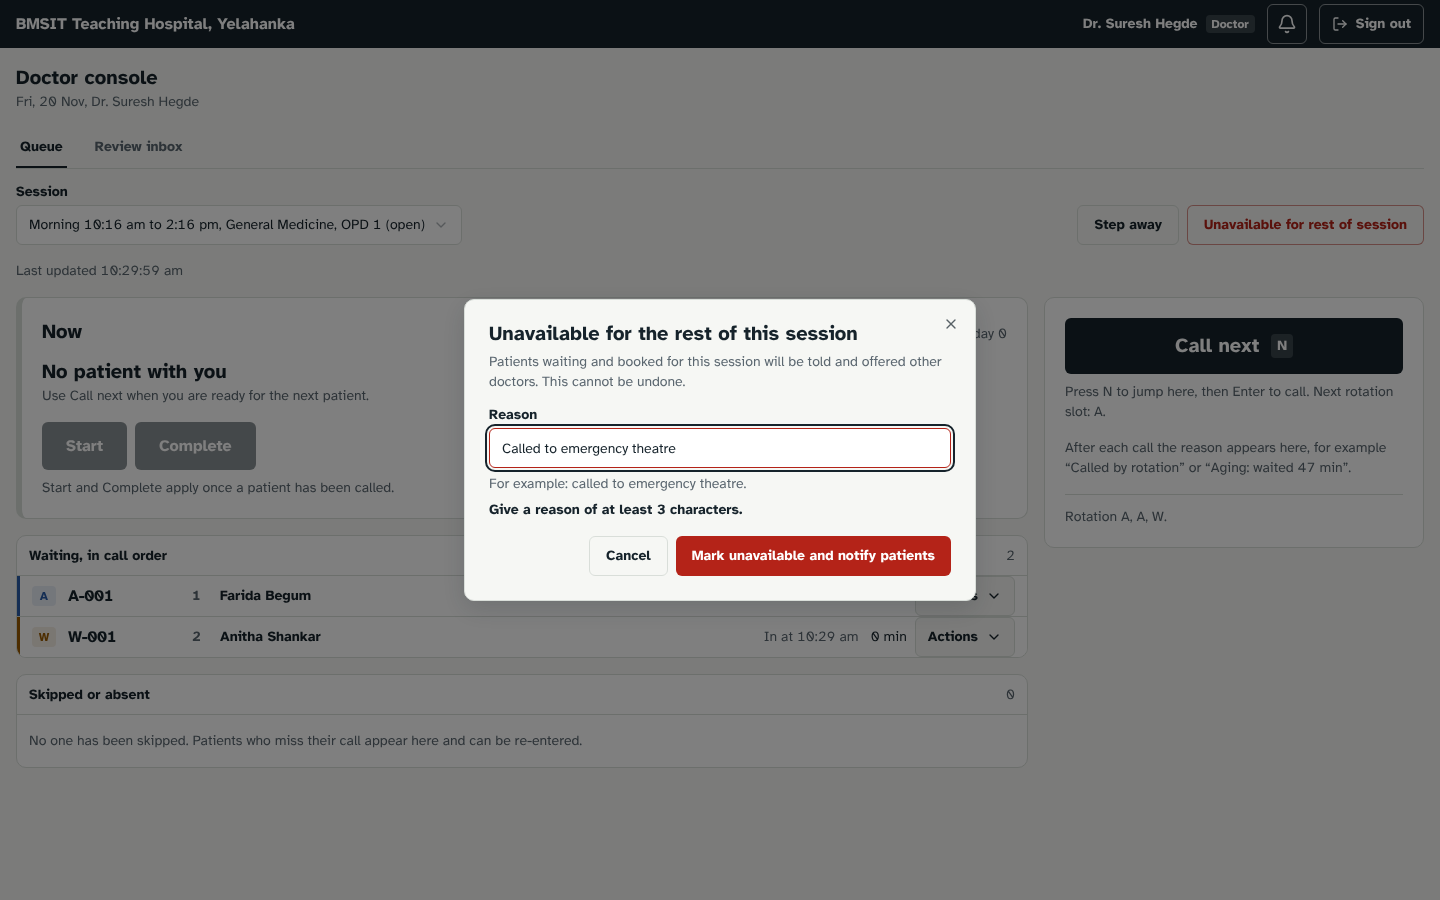 BMSIT Teaching Hospital, Yelahanka
Dr. Suresh Hegde Doctor Sign out
Doctor console
Fri, 20 Nov, Dr. Suresh Hegde
Queue Review inbox
Session
Morning 10:16 am to 2:16 pm, General Medicine, OPD 1 (open)
Step away Unavailable for rest of session
Last updated 10:29:59 am
Now
day 0
No patient with you
Use Call next when you are ready for the next patient.
Start Complete
Start and Complete apply once a patient has been called.
Unavailable for the rest of this session
Patients waiting and booked for this session will be told and offered other
doctors. This cannot be undone.
Reason
Called to emergency theatre
For example: called to emergency theatre.
Give a reason of at least 3 characters.
Cancel Mark unavailable and notify patients
Call next N
Press N to jump here, then Enter to call. Next rotation
slot: A.
After each call the reason appears here, for example
“Called by rotation” or “Aging: waited 47 min”.
Rotation A, A, W.
Waiting, in call order 2
A A-001 1 Farida Begum
W W-001 2 Anitha Shankar In at 10:29 am 0 min Actions
Skipped or absent 0
No one has been skipped. Patients who miss their call appear here and can be re-entered.